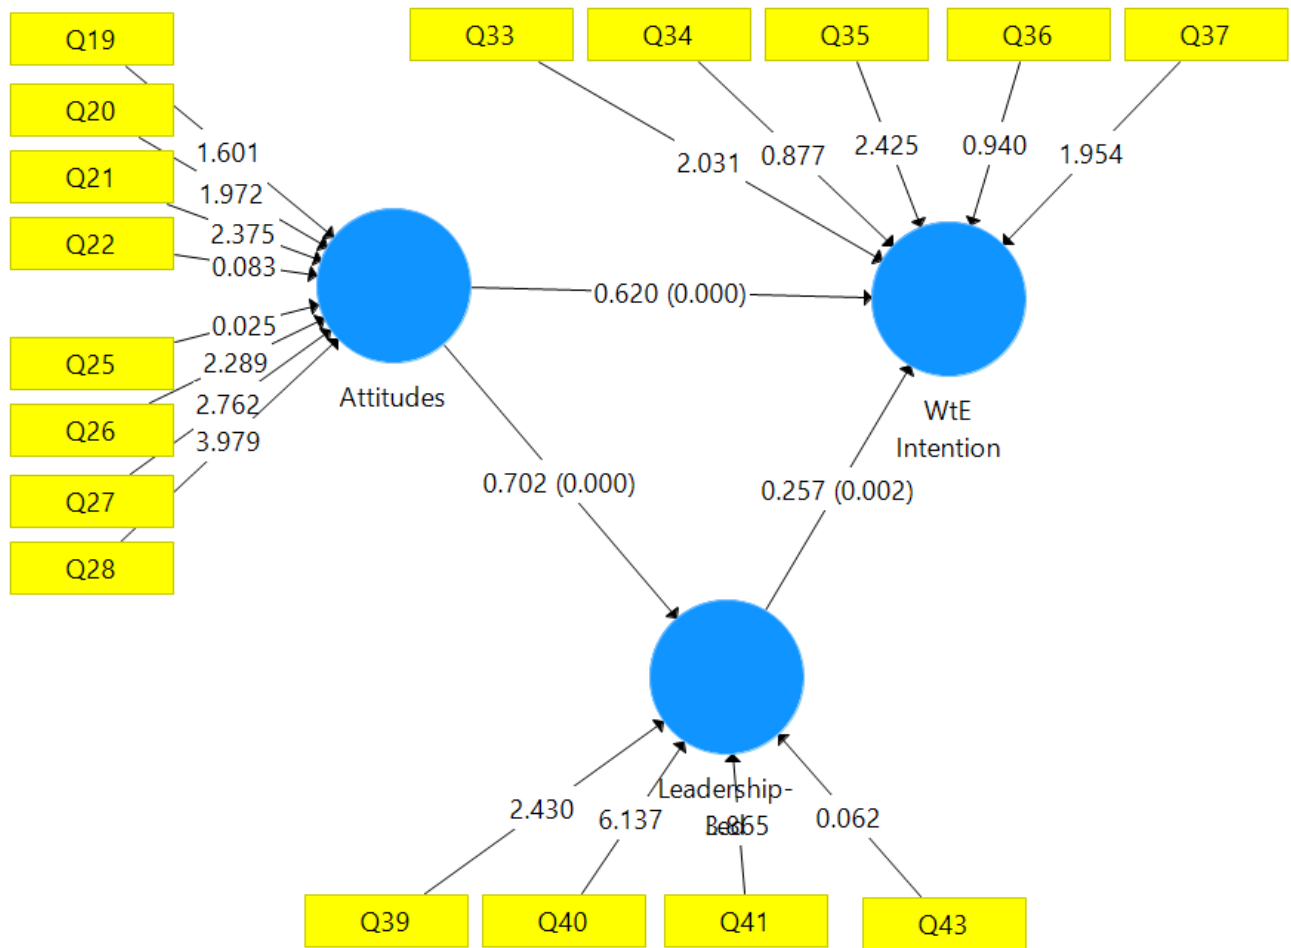 Q19
Q20
Q21
Q22
Q25
Q26
Q27
Q28
1.601
1.972
2.375
0.083
0.025
2.289
2.762
3.979
Attitudes
Q33
Q34
Q35
Q36
Q37
2.031
0.877
2.425
0.940
1.954
0.620 (0.000)
WtE
Intention
0.702 (0.000)
0.257 (0.002)
Leadership-
2.430
6.137
0.062
Q39
Q40
Q41
Q43